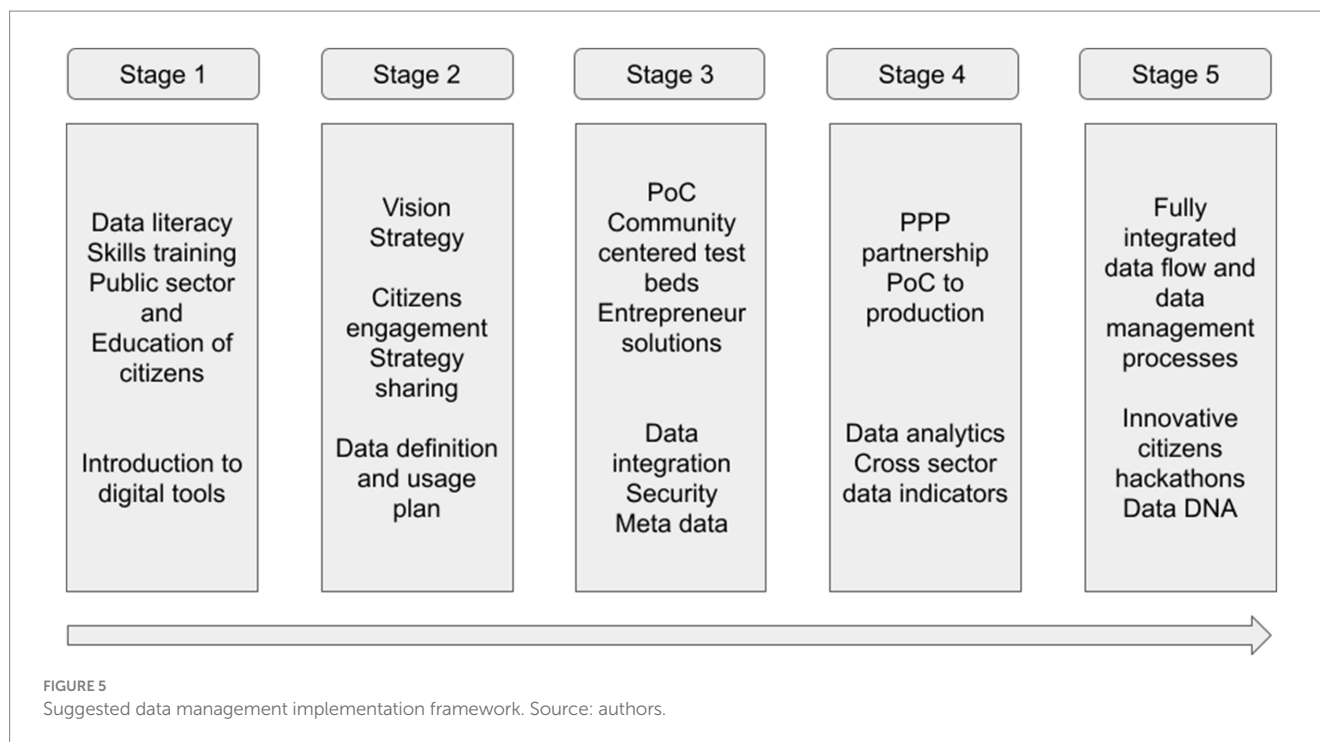 Stage 1
Data literacy
Skills training
Public sector
and
Education of
citizens
Introduction to
digital tools
Stage 2
Vision
Strategy
Citizens
engagement
Strategy
sharing
Data definition
and usage
plan
Stage 3
PoC
Community
centered test
beds
Entrepreneur
solutions
Data
integration
Security
Meta data
Stage 4
PPP
partnership
PoC to
production
Data analytics
Cross sector
data indicators
Stage 5
Fully
integrated
data flow and
data
management
processes
Innovative
citizens
hackathons
Data DNA
FIGURE 5
Suggested data management implementation framework. Source: authors.